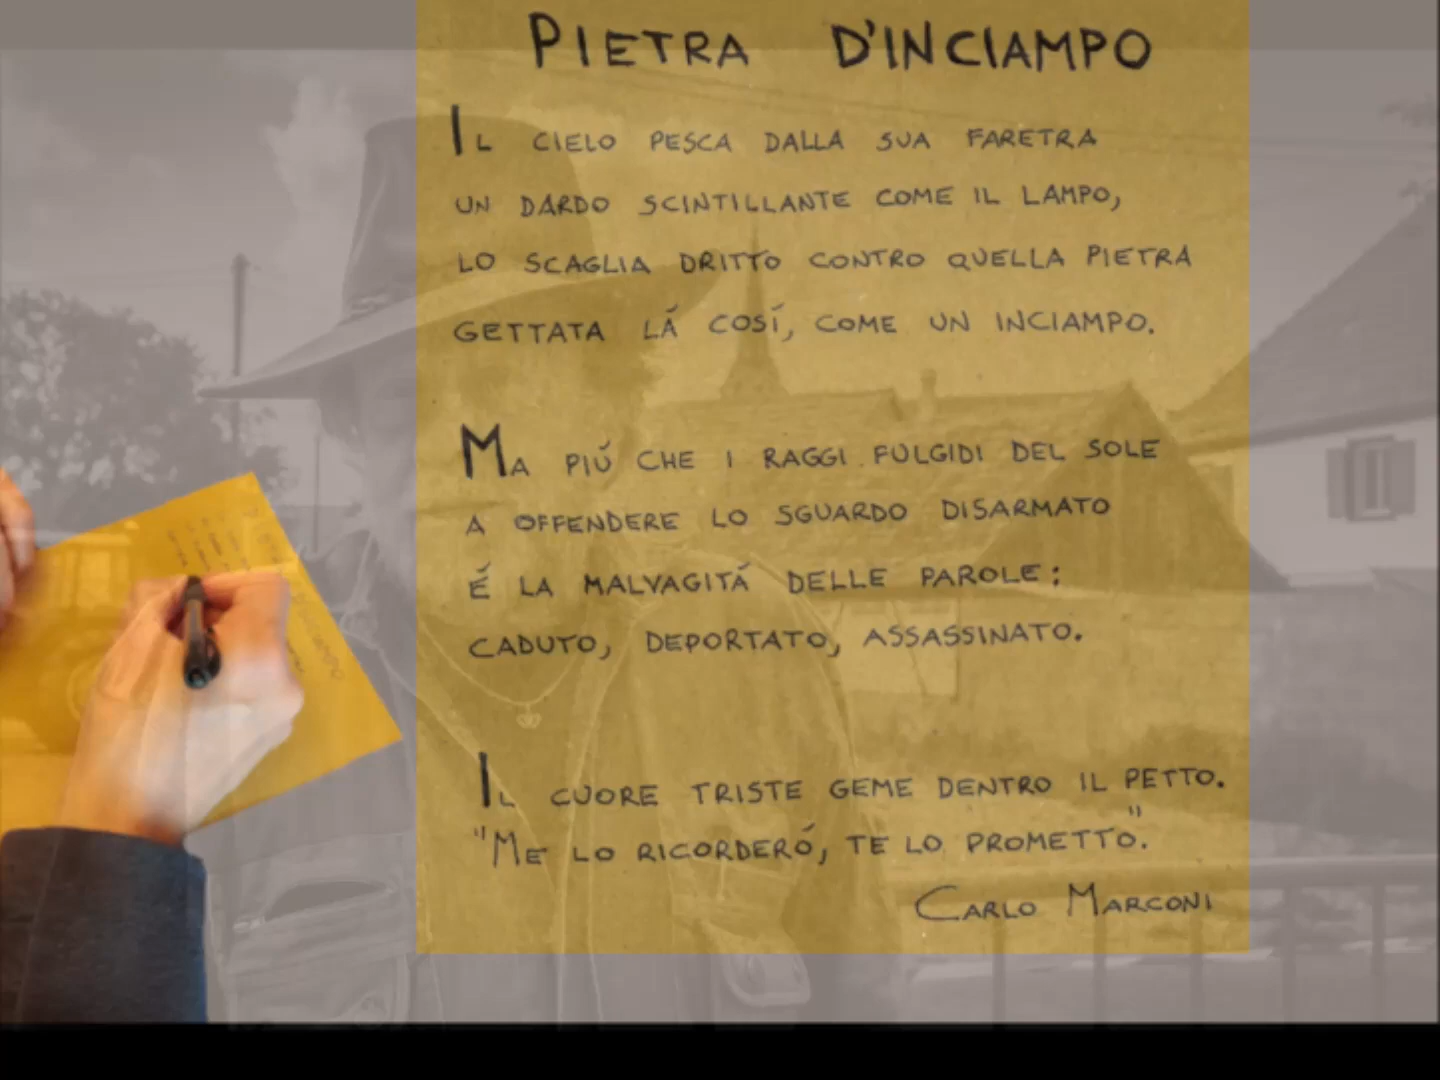 PIETRA D'INCIAMPO
IL CIELO PESCA DALLA SUA FARETRA
UN DARDO SCINTILLANTE COME IL LAMPO,
LO SCAGLIA DRITTO CONTRO QUELLA PIETRA
GETTATA LÁ COSÍ, COME UN INCIAMPO.
MA PIÚ CHE I RAGGI FULGIDI DEL SOLE
A OFFENDERE LO SGUARDO DISARMATO
É LA MALVAGITÁ DELLE PAROLE:
CADUTO, DEPORTATO, ASSASSINATO.
IL CUORE TRISTE GEME DENTRO IL PETTO.
"ME LO RICORDERÓ, TE LO PROMETTO."
CARLO MARCONI